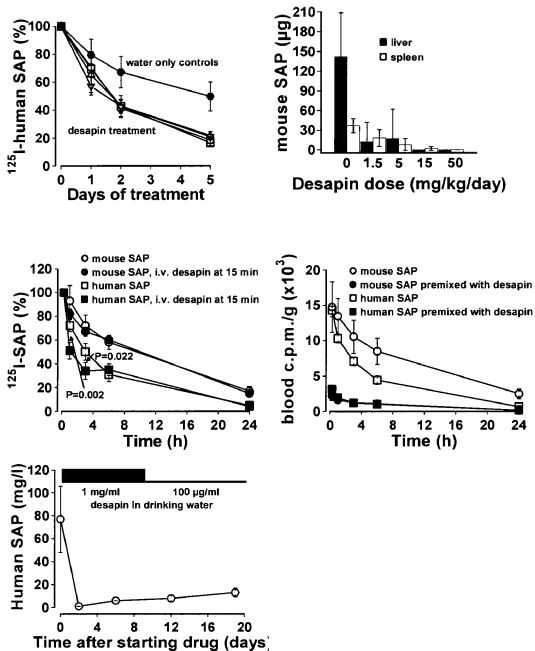 100
80
60
40
20
0
¹²⁵I-human SAP (%)
water only controls
desapin treatment
0 1 2 3 4 5
Days of treatment
210
180
150
120
90
60
30
0
mouse SAP (µg)
liver
spleen
0 1.5 5 15 50
Desapin dose (mg/kg/day)
120
100
80
60
40
20
0
¹²⁵I-SAP (%)
mouse SAP
mouse SAP, i.v. desapin at 15 min
human SAP
human SAP, i.v. desapin at 15 min
P=0.022
P=0.002
0 4 8 12 16 20 24
Time (h)
20
15
10
5
0
blood c.p.m./g (x10³)
mouse SAP
mouse SAP premixed with desapin
human SAP
human SAP premixed with desapin
0 4 8 12 16 20 24
Time (h)
120
100
80
60
40
20
0
Human SAP (mg/l)
1 mg/ml 100 µg/ml
desapin in drinking water
0 4 8 12 16 20
Time after starting drug (days)